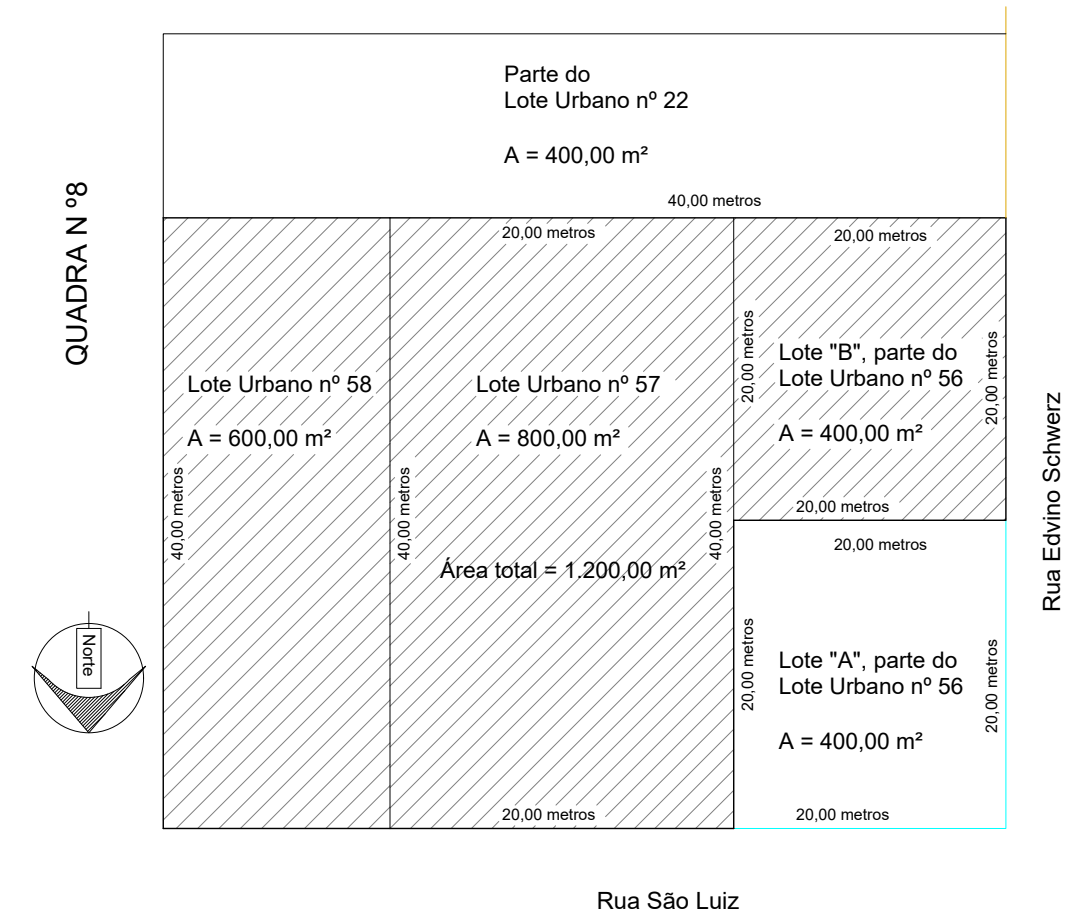 Parte do
Lote Urbano nº 22
A = 400,00 m²
40,00 metros
QUADRA N º8
20,00 metros
20,00 metros
Lote Urbano nº 58
A = 600,00 m²
40,00 metros
Lote Urbano nº 57
A = 800,00 m²
40,00 metros
40,00 metros
Área total = 1.200,00 m²
20,00 metros
20,00 metros
Lote "B", parte do
Lote Urbano nº 56
A = 400,00 m²
20,00 metros
20,00 metros
Rua Edvino Schwerz
20,00 metros
20,00 metros
Lote "A", parte do
Lote Urbano nº 56
A = 400,00 m²
20,00 metros
20,00 metros
Norte
Rua São Luiz